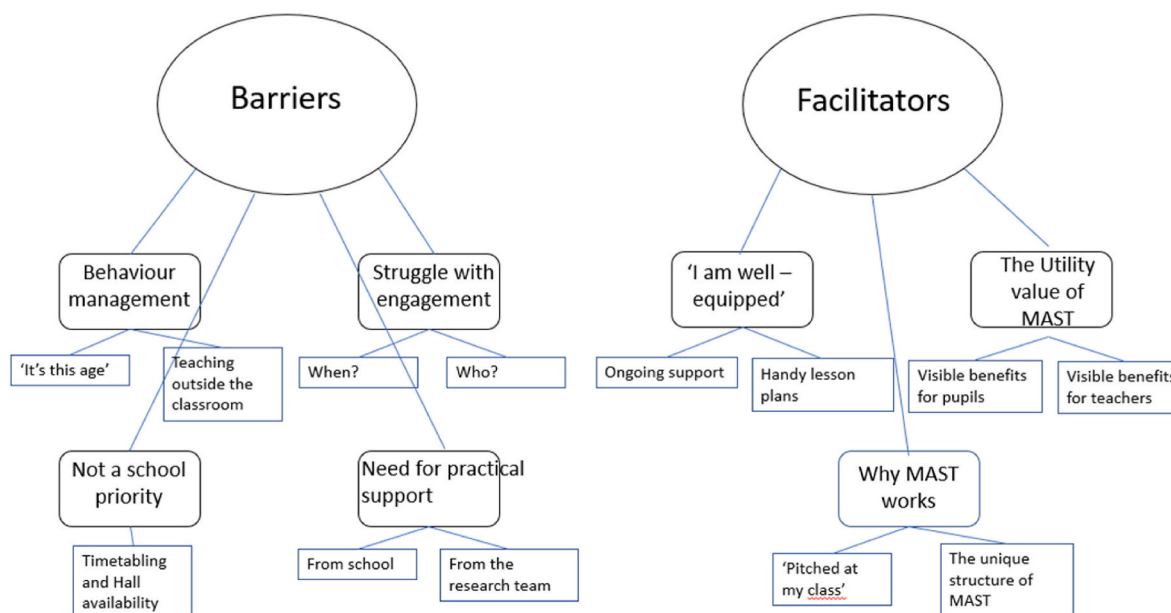 Barriers
Behaviour
management
'It's this age'
Teaching
outside the
classroom
Struggle with
engagement
When?
Who?
Not a school
priority
Timetabling
and Hall
availability
Need for practical
support
From school
From the
research team
Facilitators
'I am well –
equipped'
Ongoing support
Handy lesson
plans
The Utility
value of
MAST
Visible benefits
for pupils
Visible benefits
for teachers
Why MAST
works
'Pitched at
my class'
The unique
structure of
MAST